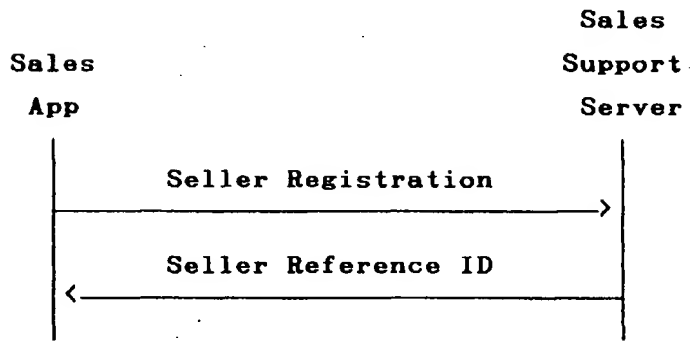 Sales
Sales Support
App Server
Seller Registration
Seller Reference ID